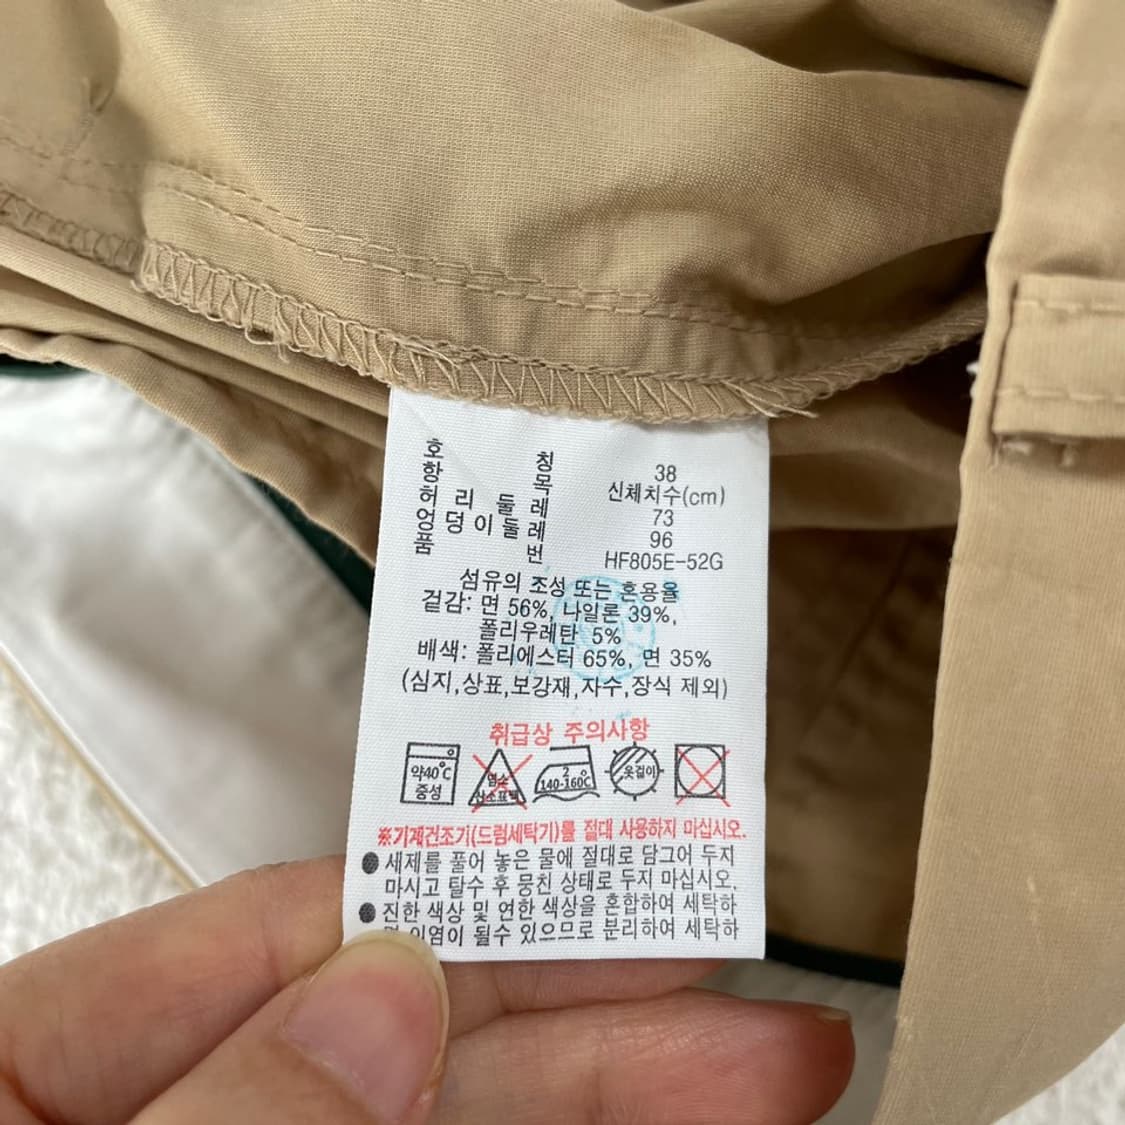 호 칭 38
항 목 신체치수(cm)
허 리 둘 레 73
엉 덩 이 둘 레 96
품 번 HF805E-52G
섬유의 조성 또는 혼용율
겉감: 면 56%, 나일론 39%,
폴리우레탄 5%
배색: 폴리에스터 65%, 면 35%
(심지,상표,보강재,자수,장식 제외)
취급상 주의사항
약40℃
중성
염소
산소표백
2
140-160℃
옷걸이
※기계건조기(드럼세탁기)를 절대 사용하지 마십시오.
● 세제를 풀어 놓은 물에 절대로 담그어 두지
마시고 탈수 후 뭉친 상태로 두지 마십시오.
● 진한 색상 및 연한 색상을 혼합하여 세탁하
면 이염이 될수 있으므로 분리하여 세탁하